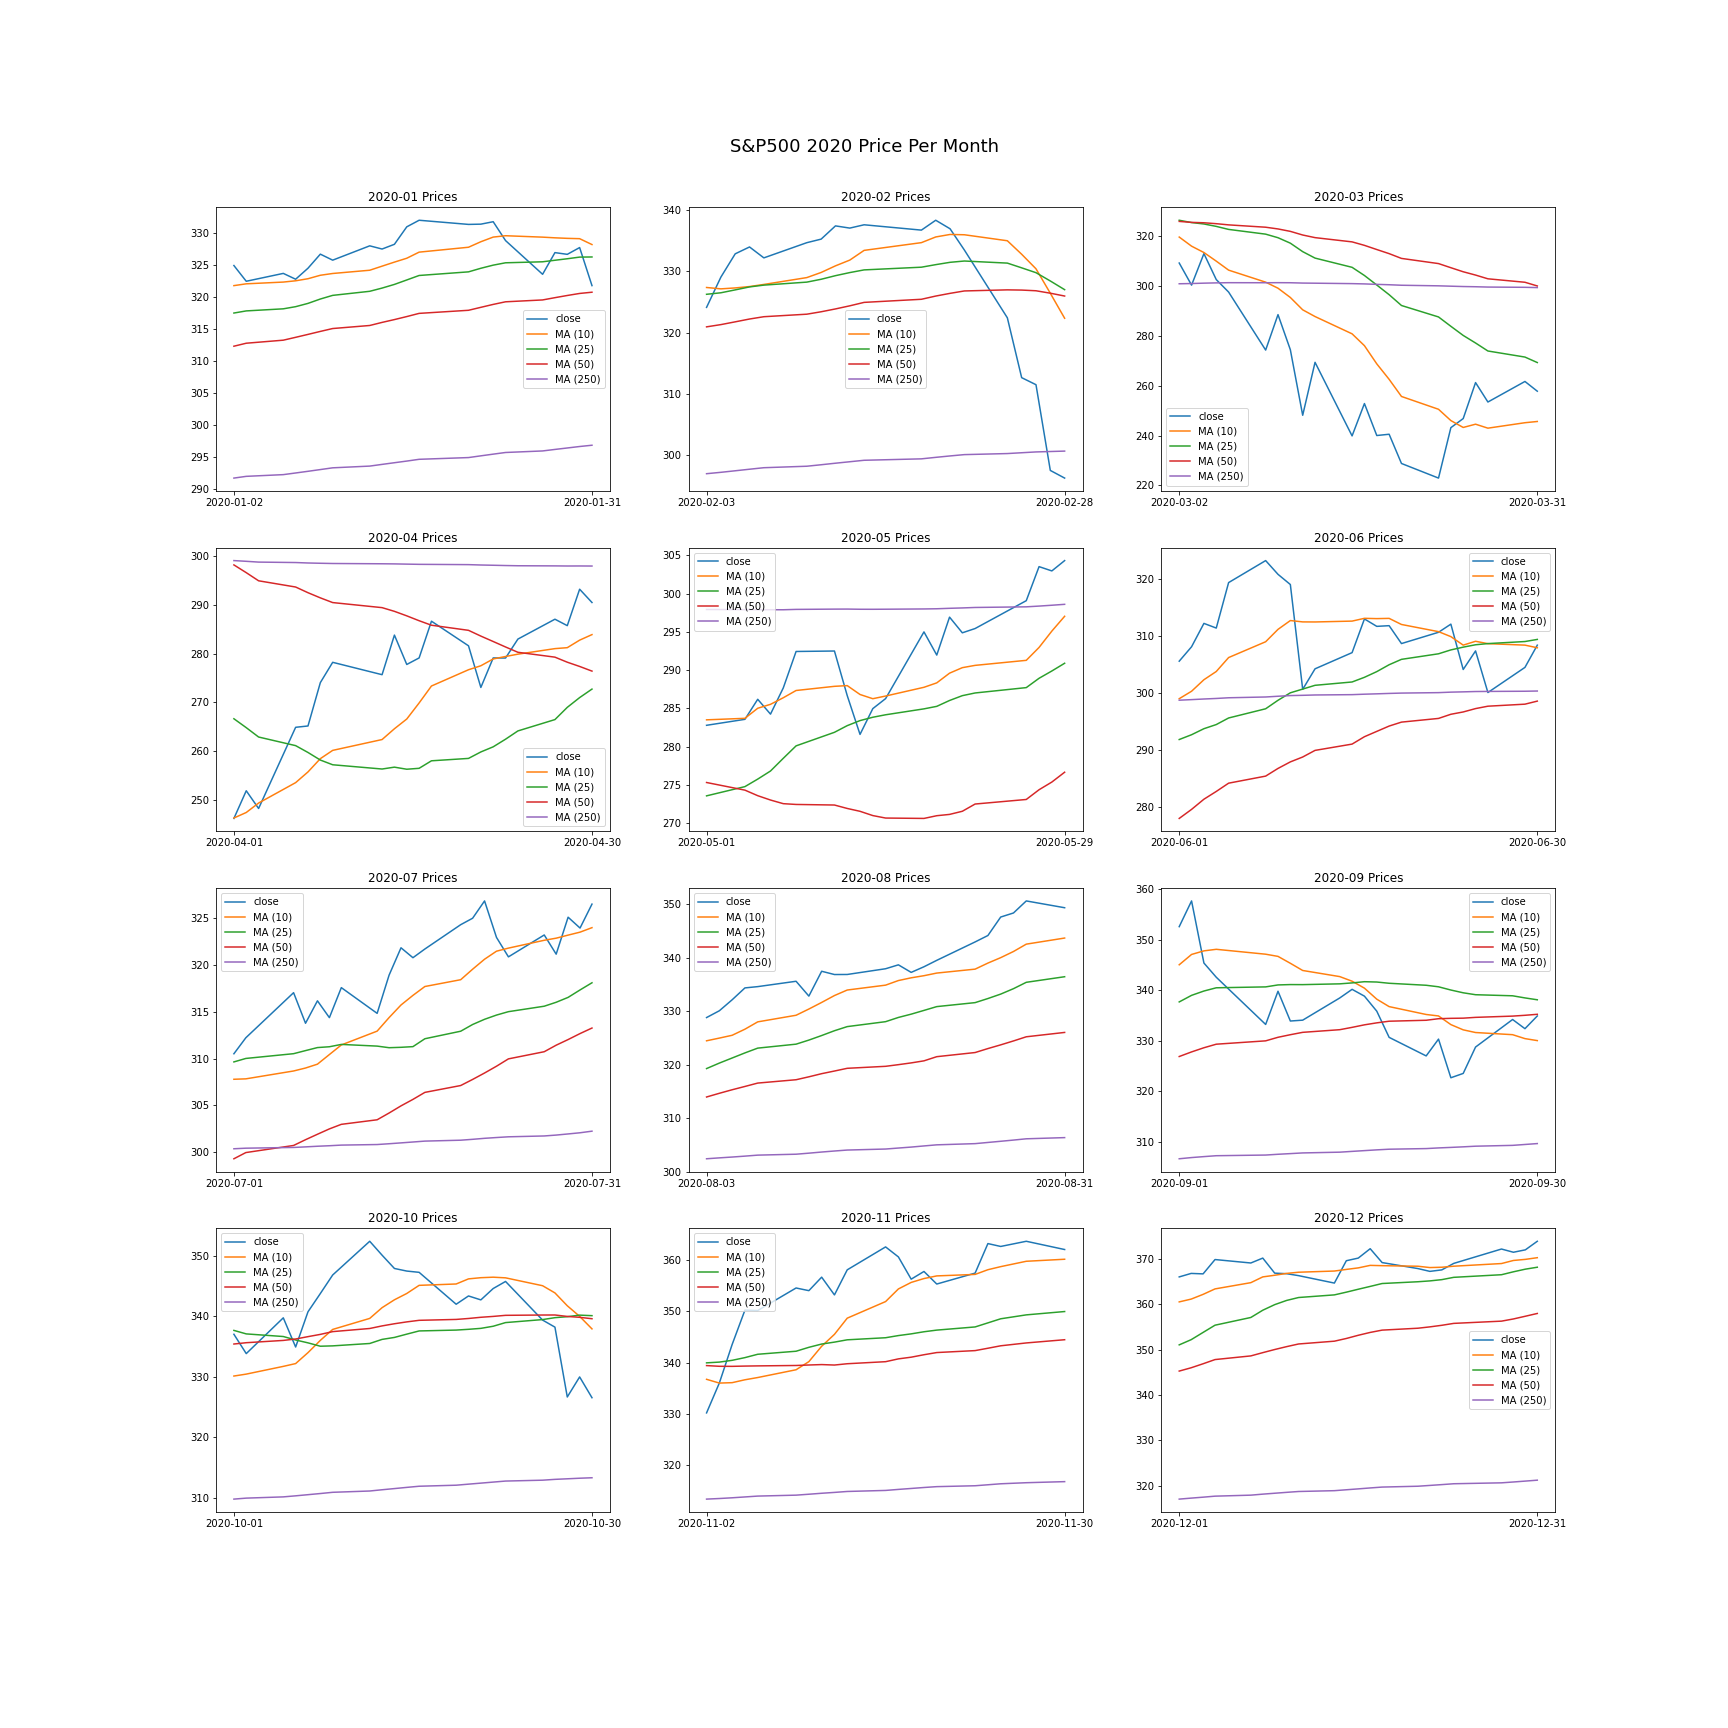 S&P500 2020 Price Per Month
2020-01 Prices
330
325
320
315
310
305
300
295
290
close
MA (10)
MA (25)
MA (50)
MA (250)
2020-01-02
2020-01-31
2020-02 Prices
340
330
320
310
300
close
MA (10)
MA (25)
MA (50)
MA (250)
2020-02-03
2020-02-28
2020-03 Prices
320
300
280
260
240
220
close
MA (10)
MA (25)
MA (50)
MA (250)
2020-03-02
2020-03-31
2020-04 Prices
300
290
280
270
260
250
close
MA (10)
MA (25)
MA (50)
MA (250)
2020-04-01
2020-04-30
2020-05 Prices
305
300
295
290
285
280
275
270
close
MA (10)
MA (25)
MA (50)
MA (250)
2020-05-01
2020-05-29
2020-06 Prices
320
310
300
290
280
close
MA (10)
MA (25)
MA (50)
MA (250)
2020-06-01
2020-06-30
2020-07 Prices
325
320
315
310
305
300
close
MA (10)
MA (25)
MA (50)
MA (250)
2020-07-01
2020-07-31
2020-08 Prices
350
340
330
320
310
300
close
MA (10)
MA (25)
MA (50)
MA (250)
2020-08-03
2020-08-31
2020-09 Prices
360
350
340
330
320
310
close
MA (10)
MA (25)
MA (50)
MA (250)
2020-09-01
2020-09-30
2020-10 Prices
350
340
330
320
310
close
MA (10)
MA (25)
MA (50)
MA (250)
2020-10-01
2020-10-30
2020-11 Prices
360
350
340
330
320
close
MA (10)
MA (25)
MA (50)
MA (250)
2020-11-02
2020-11-30
2020-12 Prices
370
360
350
340
330
320
close
MA (10)
MA (25)
MA (50)
MA (250)
2020-12-01
2020-12-31